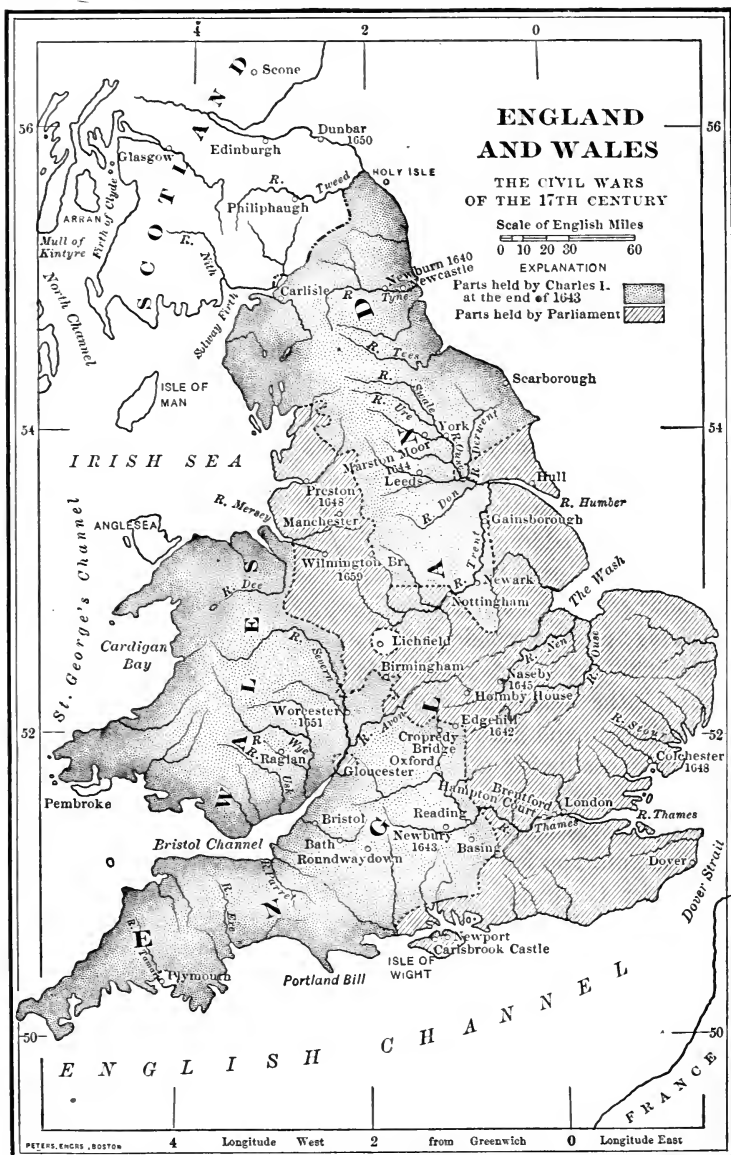 4 2 0
SCOTLAND
Scone
ENGLAND
AND WALES
THE CIVIL WARS
OF THE 17TH CENTURY
Scale of English Miles
0 10 20 30 60
EXPLANATION
Parts held by Charles I.
at the end of 1643
Parts held by Parliament
56 56
Dunbar
1650
Edinburgh
Glasgow
HOLY ISLE
R. Tweed
Philiphaugh
ARRAN
Firth of Clyde
Mull of
Kintyre
R. Nith
North Channel
Newburn 1640
Newcastle
Carlisle
R. Tyne
Solway Firth
R. Tees
ISLE OF
MAN
Scarborough
R. Swale
R. Ure
54 54
York
R. Derwent
Marston Moor
1644
R. Ouse
Leeds
IRISH SEA
Hull
R. Humber
Preston
1648
R. Don
Gainsborough
R. Mersey
Manchester
ANGLESEA
St. George's Channel
Wilmington Br.
1659
R. Trent
R. Dee
Newark
Nottingham
The Wash
Cardigan
Bay
Lichfield
R. Severn
Birmingham
R. Nen
R. Ouse
Naseby
1645
Holmby House
WALES
Worcester
1651
52 52
R. Avon
Edgehill
1642
Cropredy
Bridge
R. Stour
Colchester
1648
R. Wye
Raglan
R. Usk
Oxford
Gloucester
Pembroke
Brentford
Hampton Court
London
R. Thames
Reading
Bristol
Bristol Channel
Newbury
1643
Bath
Roundwaydown
Basing
R. Thames
Dover
Dover Strait
R. Parret
R. Exe
R. Tamar
Plymouth
Newport
Carisbrook Castle
ISLE OF
WIGHT
Portland Bill
ENGLAND
50 50
ENGLISH CHANNEL
FRANCE
PETERS, ENGRS., BOSTON
4 Longitude West 2 from Greenwich 0 Longitude East